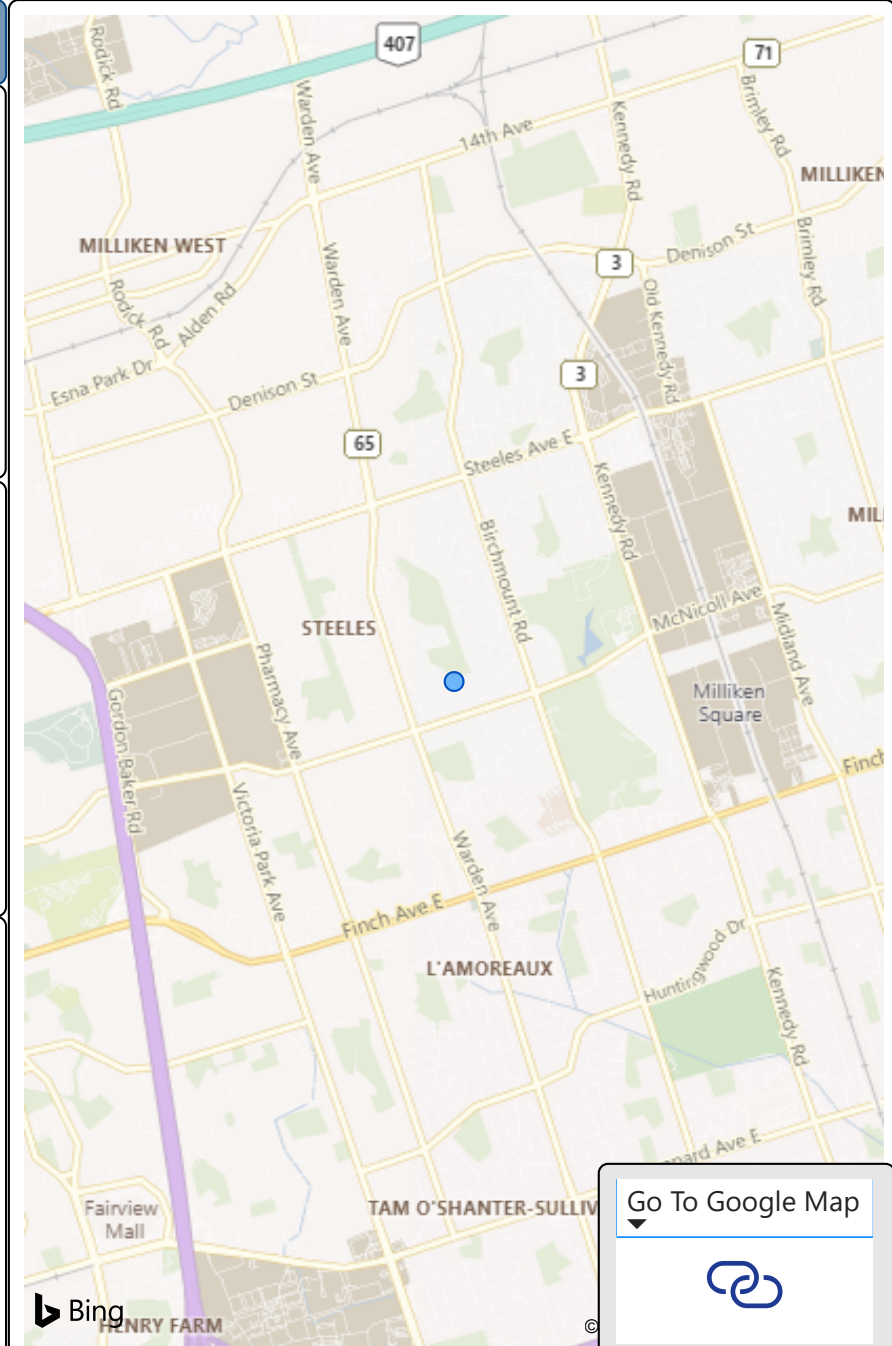 Rodick Rd
407
71
Warden Ave
Kennedy Rd
Brimley Rd
14th Ave
MILLIKEN
MILLIKEN WEST
Denison St
Brimley Rd
Warden Ave
3
Rodick Rd
Alden Rd
Old Kennedy Rd
3
Esna Park Dr
Denison St
65
Steeles Ave E
Kennedy Rd
MIL
Birchmount Rd
McNicoll Ave
STEELES
Midland Ave
Pharmacy Ave
Milliken
Square
Gordon Baker Rd
Finch
Victoria Park Ave
Warden Ave
Finch Ave E
L'AMOREAUX
Huntingwood Dr
Kennedy Rd
pard Ave E
Fairview
Mall
TAM O'SHANTER-SULLIV
Go To Google Map
Bing
HENRY FARM
©